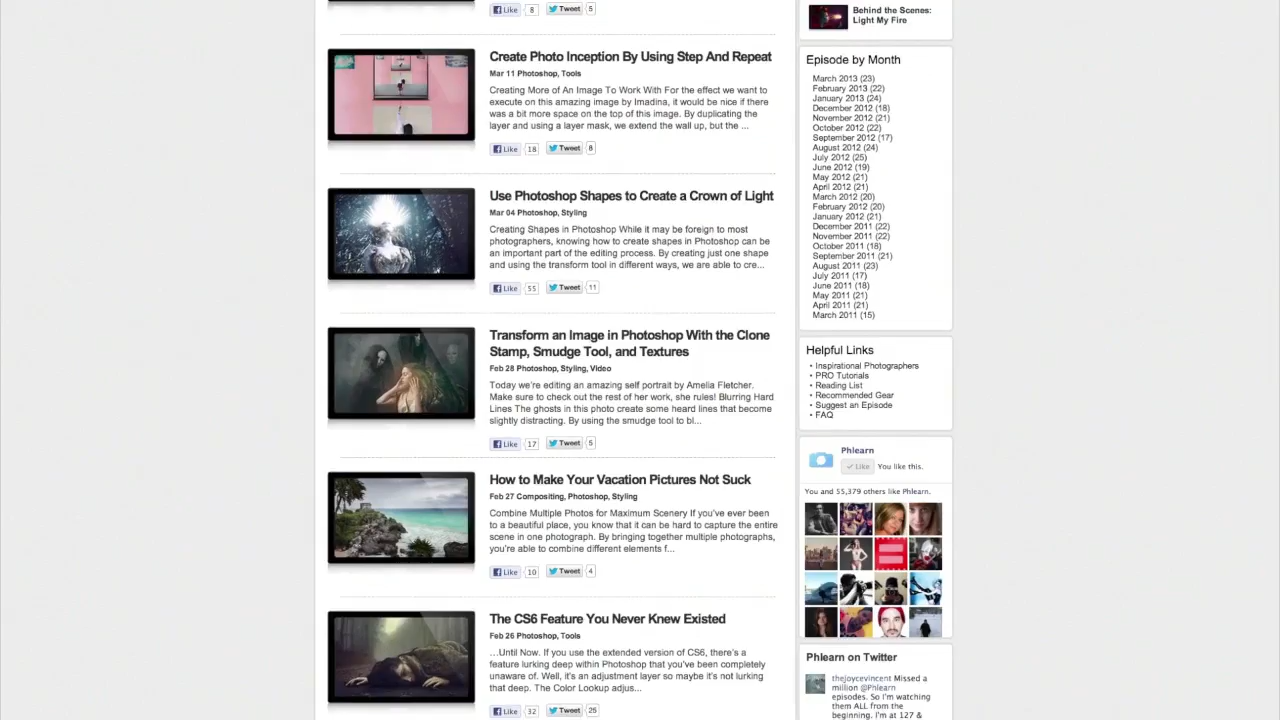 Like 8 Tweet 5
Create Photo Inception By Using Step And Repeat
Mar 11 Photoshop, Tools
Creating More of An Image To Work With For the effect we want to
execute on this amazing image by Imadina, it would be nice if there
was a bit more space on the top of this image. By duplicating the
layer and using a layer mask, we extend the wall up, but the ...
Like 18 Tweet 8
Use Photoshop Shapes to Create a Crown of Light
Mar 04 Photoshop, Styling
Creating Shapes in Photoshop While it may be foreign to most
photographers, knowing how to create shapes in Photoshop can be
an important part of the editing process. By creating just one shape
and using the transform tool in different ways, we are able to cre...
Like 55 Tweet 11
Transform an Image in Photoshop With the Clone
Stamp, Smudge Tool, and Textures
Feb 28 Photoshop, Styling, Video
Today we're editing an amazing self portrait by Amelia Fletcher.
Make sure to check out the rest of her work, she rules! Blurring Hard
Lines The ghosts in this photo create some heard lines that become
slightly distracting. By using the smudge tool to bl...
Like 17 Tweet 5
How to Make Your Vacation Pictures Not Suck
Feb 27 Compositing, Photoshop, Styling
Combine Multiple Photos for Maximum Scenery If you've ever been
to a beautiful place, you know that it can be hard to capture the entire
scene in one photograph. By bringing together multiple photographs,
you're able to combine different elements f...
Like 10 Tweet 4
The CS6 Feature You Never Knew Existed
Feb 26 Photoshop, Tools
...Until Now. If you use the extended version of CS6, there's a
feature lurking deep within Photoshop that you've been completely
unaware of. Well, it's an adjustment layer so maybe it's not lurking
that deep. The Color Lookup adjus...
Like 32 Tweet 25
Behind the Scenes:
Light My Fire
Episode by Month
March 2013 (23)
February 2013 (22)
January 2013 (24)
December 2012 (18)
November 2012 (21)
October 2012 (22)
September 2012 (17)
August 2012 (24)
July 2012 (25)
June 2012 (19)
May 2012 (21)
April 2012 (21)
March 2012 (20)
February 2012 (20)
January 2012 (21)
December 2011 (22)
November 2011 (22)
October 2011 (18)
September 2011 (21)
August 2011 (23)
July 2011 (17)
June 2011 (18)
May 2011 (21)
April 2011 (21)
March 2011 (15)
Helpful Links
• Inspirational Photographers
• PRO Tutorials
• Reading List
• Recommended Gear
• Suggest an Episode
• FAQ
Phlearn
Like You like this.
You and 55,379 others like Phlearn.
Phlearn on Twitter
thejoycevincent Missed a
million @Phlearn
episodes. So I'm watching
them ALL from the
beginning. I'm at 127 &